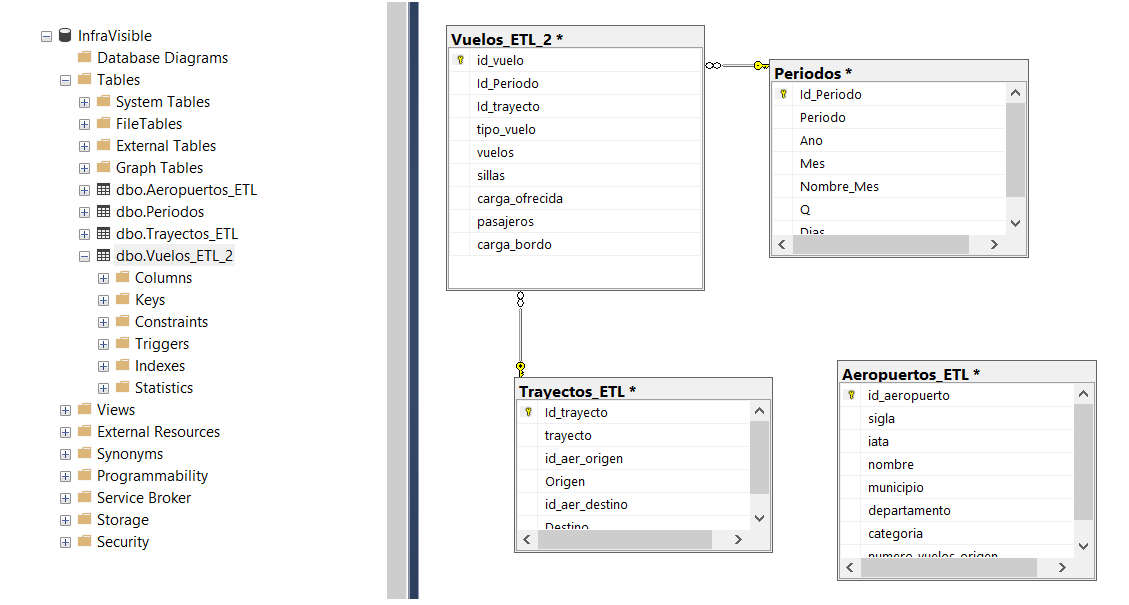 InfraVisible
Database Diagrams
Tables
System Tables
FileTables
External Tables
Graph Tables
dbo.Aeropuertos_ETL
dbo.Periodos
dbo.Trayectos_ETL
dbo.Vuelos_ETL_2
Columns
Keys
Constraints
Triggers
Indexes
Statistics
Views
External Resources
Synonyms
Programmability
Service Broker
Storage
Security
Vuelos_ETL_2 *
id_vuelo
Id_Periodo
Id_trayecto
tipo_vuelo
vuelos
sillas
carga_ofrecida
pasajeros
carga_bordo
Periodos *
Id_Periodo
Periodo
Ano
Mes
Nombre_Mes
Q
Dias
Trayectos_ETL *
Id_trayecto
trayecto
id_aer_origen
Origen
id_aer_destino
Destino
Aeropuertos_ETL *
id_aeropuerto
sigla
iata
nombre
municipio
departamento
categoria
numero_vuelos_origen